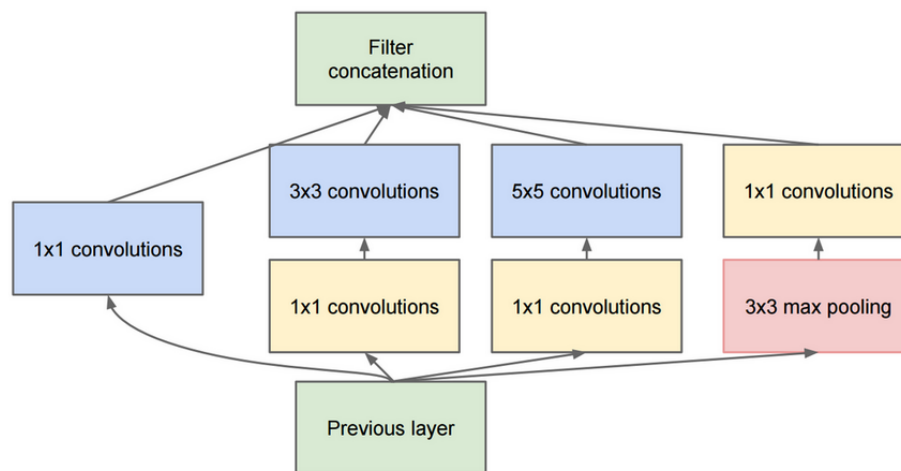 Filter
concatenation
3x3 convolutions
5x5 convolutions
1x1 convolutions
1x1 convolutions
1x1 convolutions
1x1 convolutions
3x3 max pooling
Previous layer